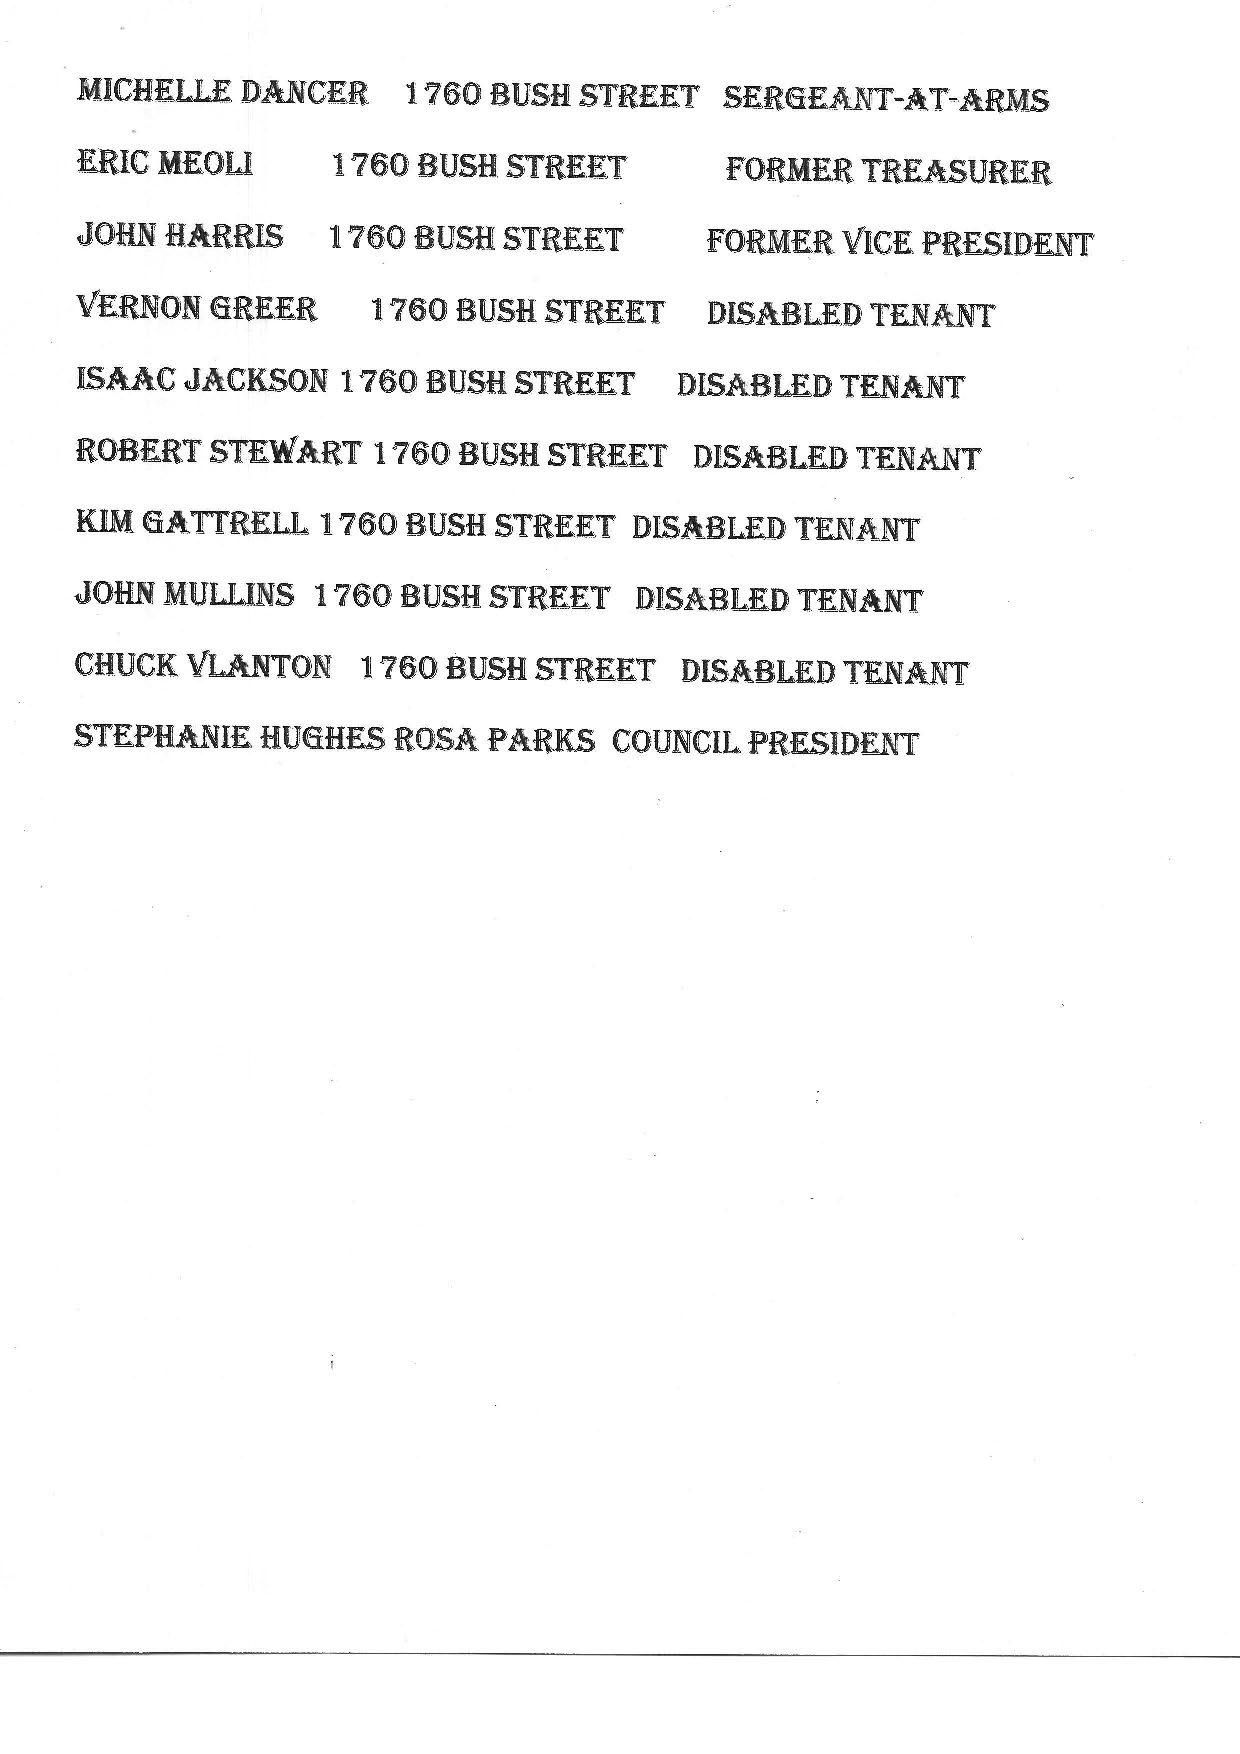 MICHELLE DANCER 1760 BUSH STREET SERGEANT-AT-ARMS
ERIC MEOLI 1760 BUSH STREET FORMER TREASURER
JOHN HARRIS 1760 BUSH STREET FORMER VICE PRESIDENT
VERNON GREER 1760 BUSH STREET DISABLED TENANT
ISAAC JACKSON 1760 BUSH STREET DISABLED TENANT
ROBERT STEWART 1760 BUSH STREET DISABLED TENANT
KIM GATTRELL 1760 BUSH STREET DISABLED TENANT
JOHN MULLINS 1760 BUSH STREET DISABLED TENANT
CHUCK VLANTON 1760 BUSH STREET DISABLED TENANT
STEPHANIE HUGHES ROSA PARKS COUNCIL PRESIDENT